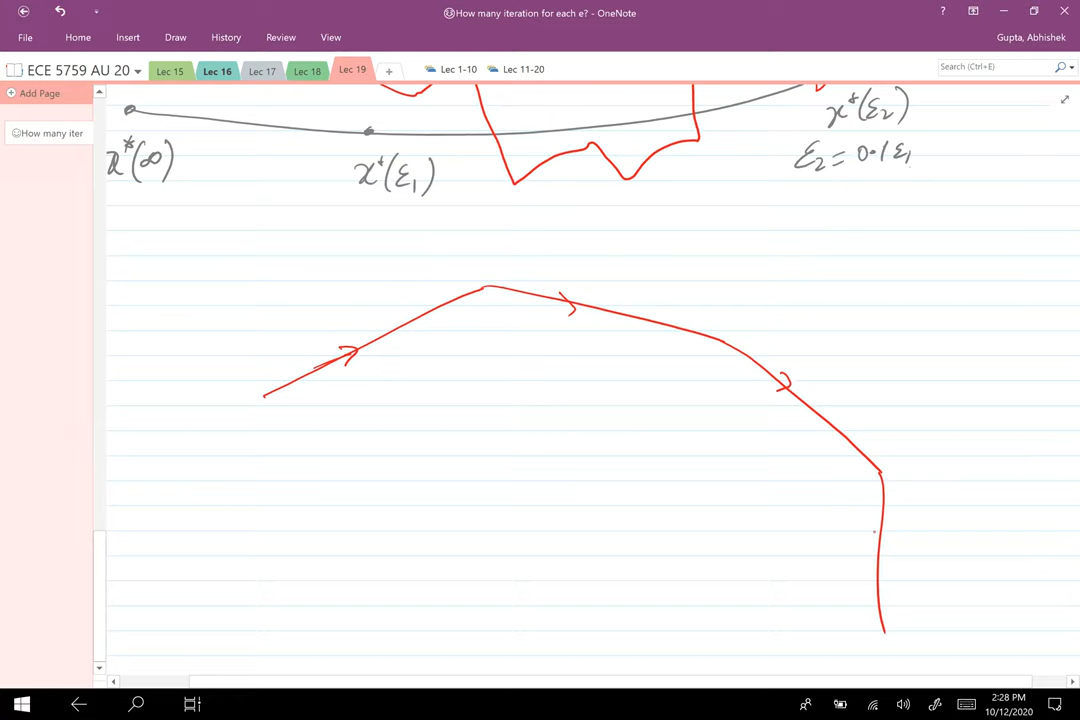 How many iteration for each e? - OneNote
?
File Home Insert Draw History Review View
Gupta, Abhishek
ECE 5759 AU 20
Lec 15 Lec 16 Lec 17 Lec 18 Lec 19
Lec 1-10 Lec 11-20
Search (Ctrl+E)
Add Page
How many iter
x*(∞)
x*(ε₁)
x*(ε₂)
ε₂ = 0.1 ε₁
2:28 PM
10/12/2020